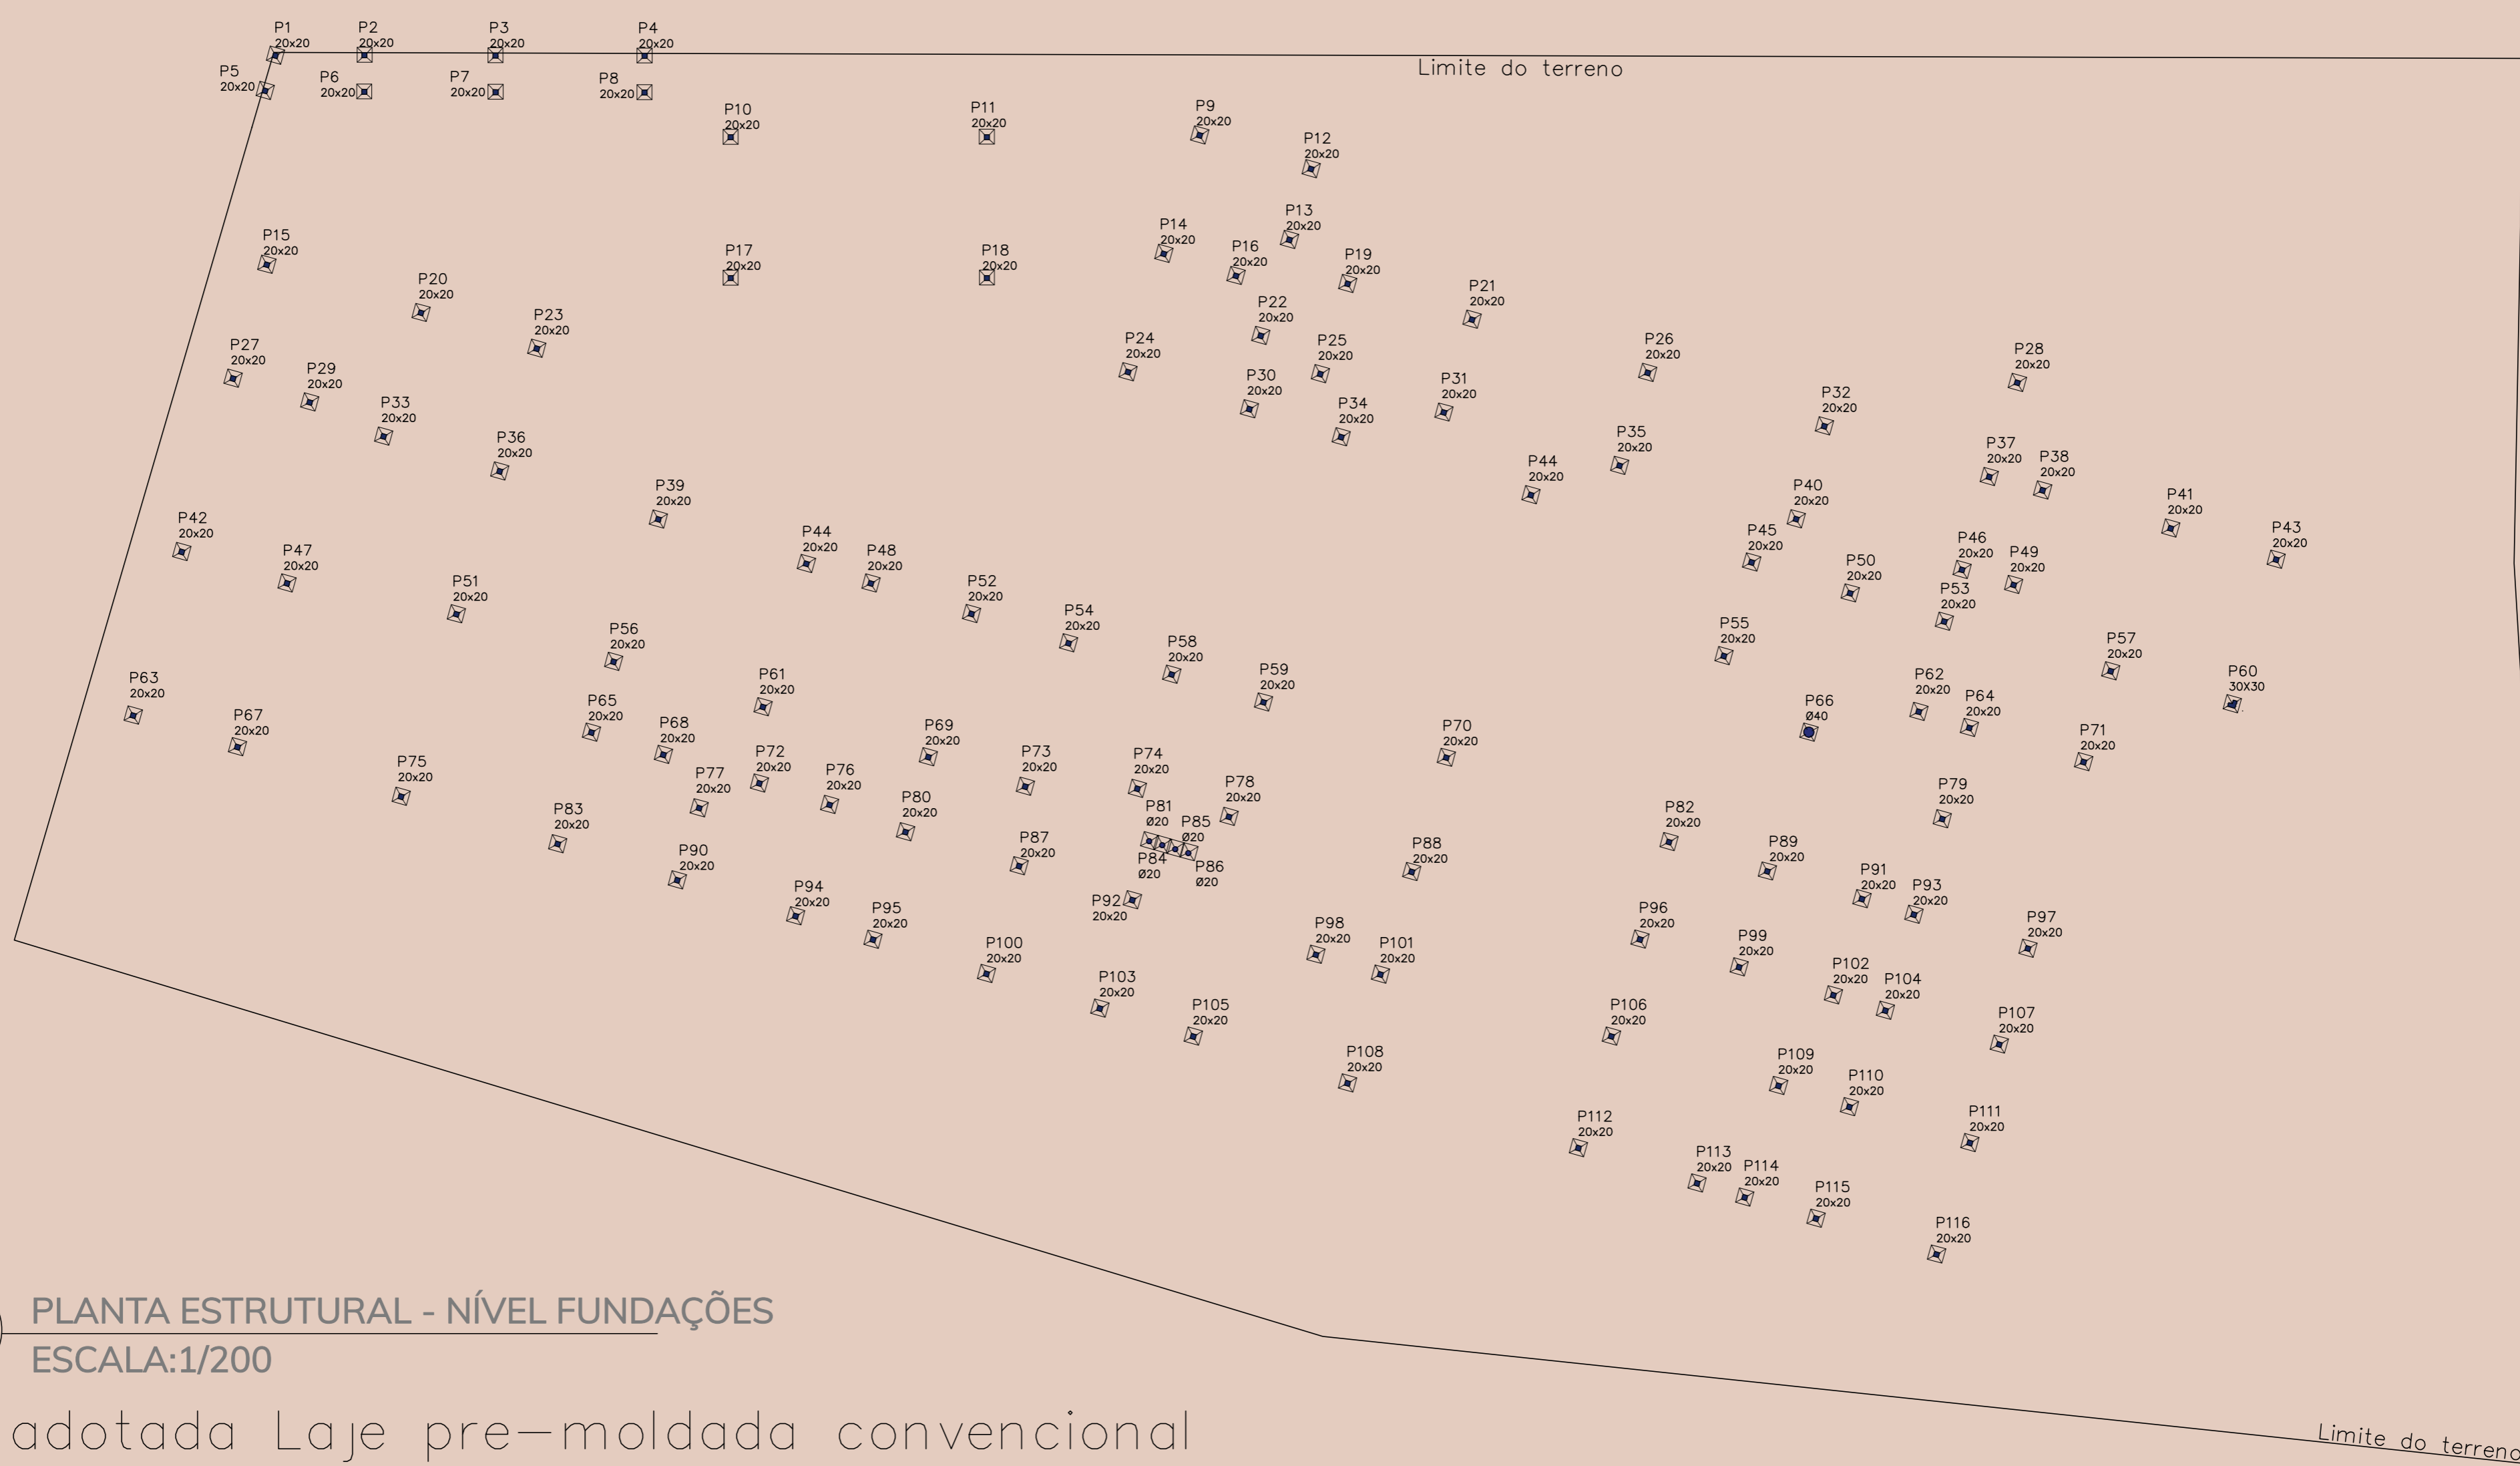 P1
20x20
P2
20x20
P3
20x20
P4
20x20
Limite do terreno
P5
20x20
P6
20x20
P7
20x20
P8
20x20
P10
20x20
P11
20x20
P9
20x20
P12
20x20
P13
20x20
P14
20x20
P16
20x20
P19
20x20
P15
20x20
P17
20x20
P18
20x20
P20
20x20
P21
20x20
P22
20x20
P23
20x20
P24
20x20
P25
20x20
P26
20x20
P27
20x20
P28
20x20
P29
20x20
P30
20x20
P31
20x20
P32
20x20
P33
20x20
P34
20x20
P35
20x20
P36
20x20
P37
20x20
P38
20x20
P44
20x20
P39
20x20
P40
20x20
P41
20x20
P42
20x20
P43
20x20
P44
20x20
P45
20x20
P46
20x20
P47
20x20
P48
20x20
P49
20x20
P50
20x20
P51
20x20
P52
20x20
P53
20x20
P54
20x20
P55
20x20
P56
20x20
P57
20x20
P58
20x20
P59
20x20
P60
30X30
P61
20x20
P62
20x20
P63
20x20
P64
20x20
P65
20x20
P66
Ø40
P67
20x20
P68
20x20
P69
20x20
P70
20x20
P71
20x20
P72
20x20
P73
20x20
P74
20x20
P75
20x20
P76
20x20
P77
20x20
P78
20x20
P79
20x20
P80
20x20
P81
Ø20
P82
20x20
P83
20x20
P85
Ø20
P84
Ø20
P86
Ø20
P87
20x20
P88
20x20
P89
20x20
P90
20x20
P91
20x20
P92
20x20
P93
20x20
P94
20x20
P95
20x20
P96
20x20
P97
20x20
P98
20x20
P99
20x20
P100
20x20
P101
20x20
P102
20x20
P103
20x20
P104
20x20
P105
20x20
P106
20x20
P107
20x20
P108
20x20
P109
20x20
P110
20x20
P111
20x20
P112
20x20
P113
20x20
P114
20x20
P115
20x20
P116
20x20
PLANTA ESTRUTURAL - NÍVEL FUNDAÇÕES
ESCALA:1/200
adotada Laje pre-moldada convencional
Limite do terreno